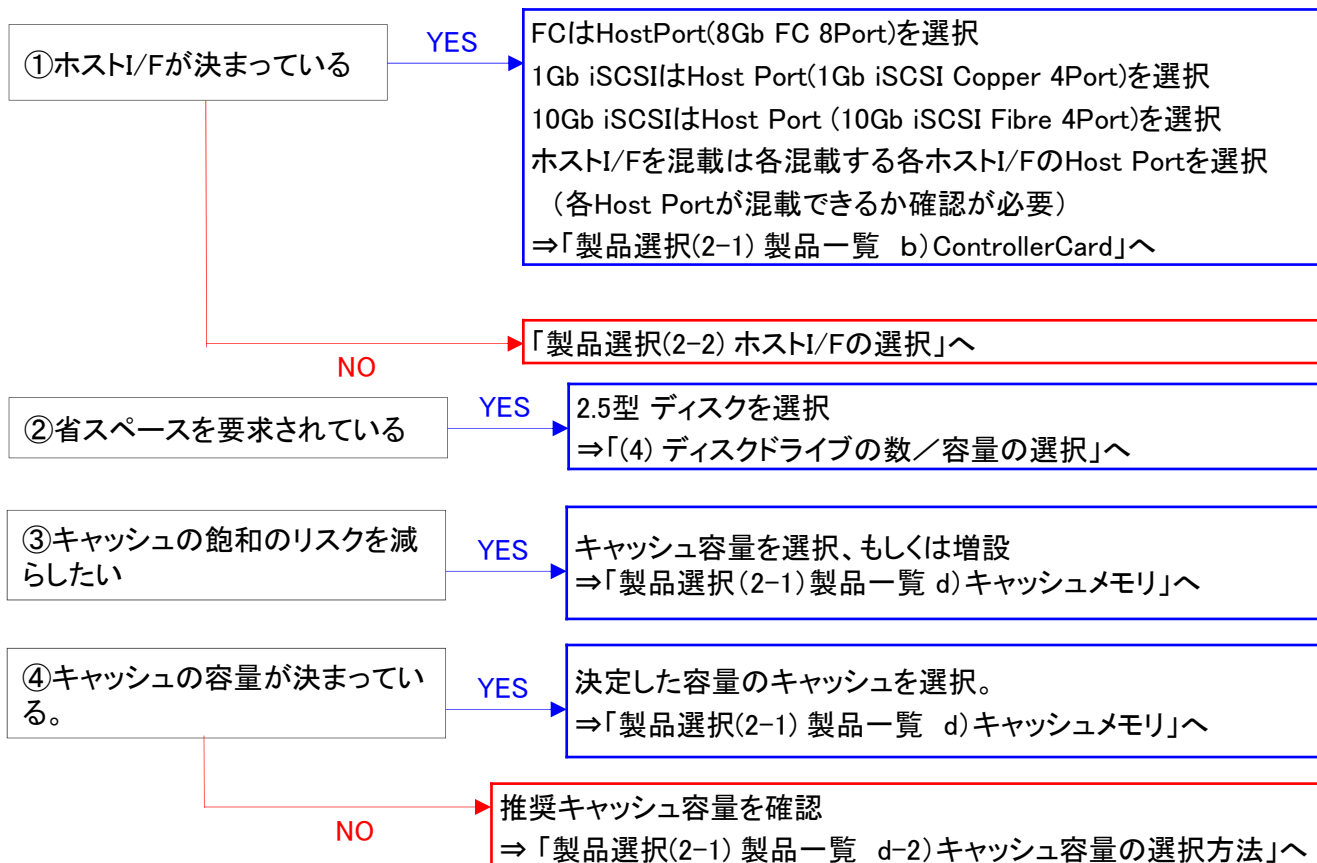 ①ホストI/Fが決まっている
YES
FCはHostPort(8Gb FC 8Port)を選択
1Gb iSCSIはHost Port(1Gb iSCSI Copper 4Port)を選択
10Gb iSCSIはHost Port (10Gb iSCSI Fibre 4Port)を選択
ホストI/Fを混載は各混載する各ホストI/FのHost Portを選択
（各Host Portが混載できるか確認が必要）
⇒「製品選択(2-1) 製品一覧 b）ControllerCard」へ
NO
「製品選択(2-2) ホストI/Fの選択」へ
②省スペースを要求されている
YES
2.5型 ディスクを選択
⇒「(4) ディスクドライブの数／容量の選択」へ
③キャッシュの飽和のリスクを減
らしたい
YES
キャッシュ容量を選択、もしくは増設
⇒「製品選択（2-1）製品一覧 d）キャッシュメモリ」へ
④キャッシュの容量が決まってい
る。
YES
決定した容量のキャッシュを選択。
⇒「製品選択(2-1) 製品一覧 d）キャッシュメモリ」へ
NO
推奨キャッシュ容量を確認
⇒ 「製品選択(2-1) 製品一覧 d-2）キャッシュ容量の選択方法」へ